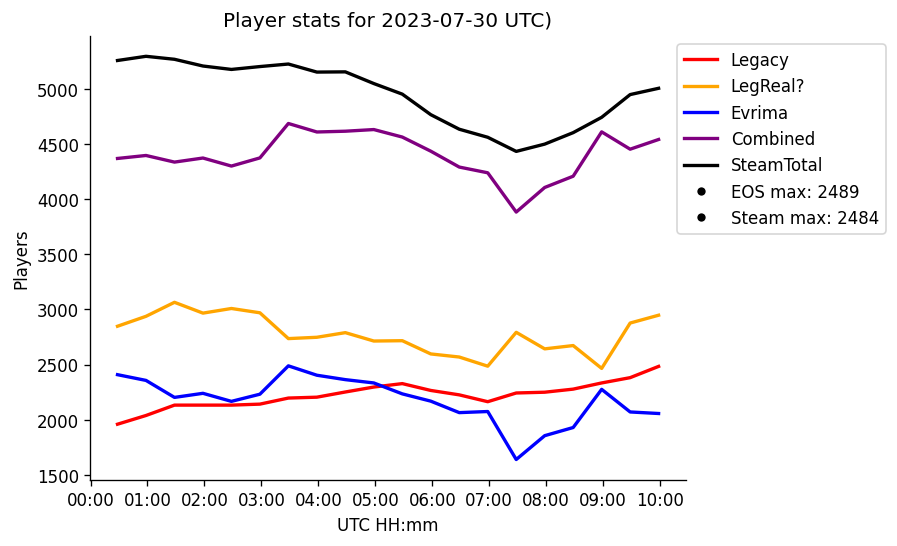 Player stats for 2023-07-30 UTC)
Legacy
LegReal?
Evrima
Combined
SteamTotal
EOS max: 2489
Steam max: 2484
Players
5000
4500
4000
3500
3000
2500
2000
1500
00:00 01:00 02:00 03:00 04:00 05:00 06:00 07:00 08:00 09:00 10:00
UTC HH:mm